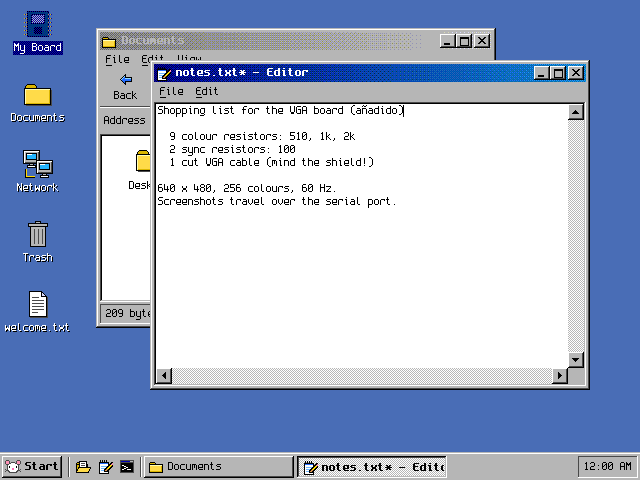 My Board
Documents
Network
Trash
welcome.txt
Documents
File Edit View
Back
Address
Desk
209 byte
notes.txt* - Editor
File Edit
Shopping list for the VGA board (añadido)
9 colour resistors: 510, 1k, 2k
2 sync resistors: 100
1 cut VGA cable (mind the shield!)
640 x 480, 256 colours, 60 Hz.
Screenshots travel over the serial port.
Start
Documents
notes.txt* - Edito
12:00 AM